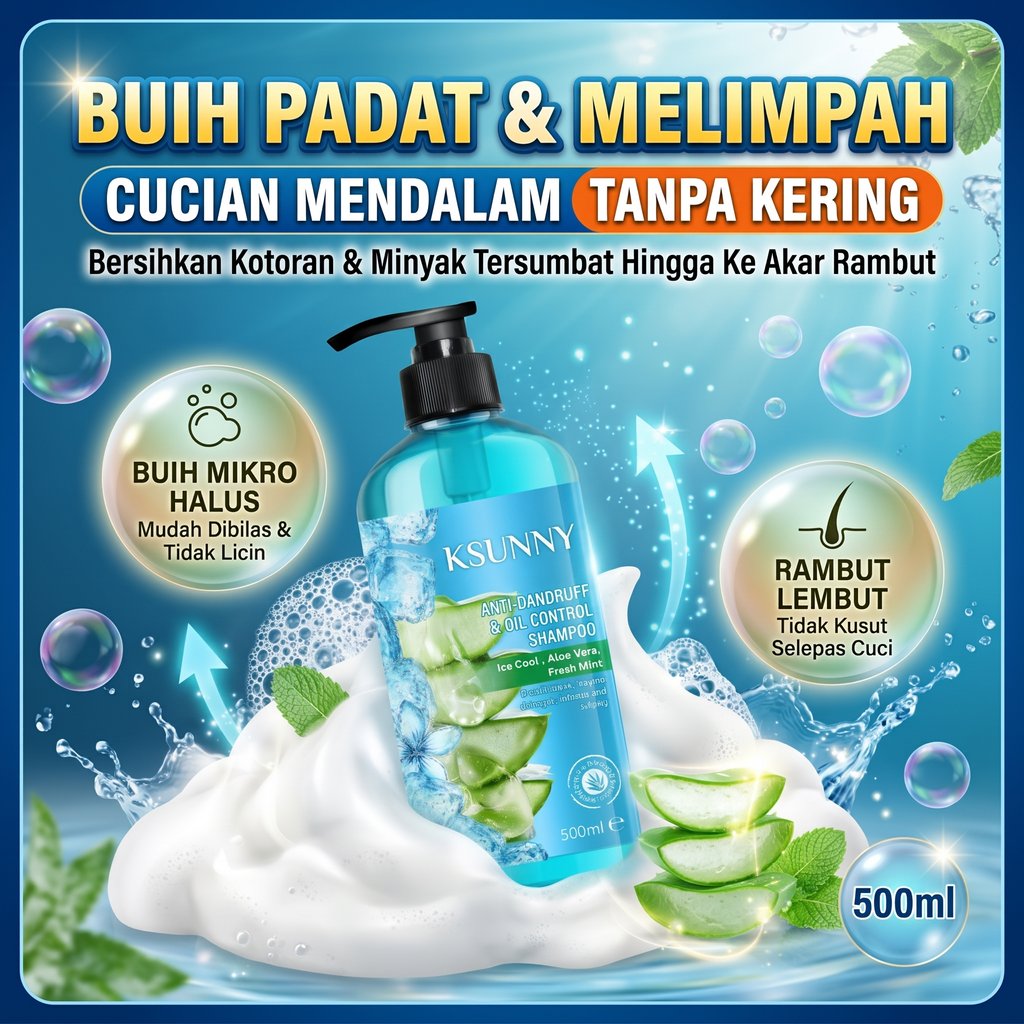 BUIH PADAT & MELIMPAH
CUCIAN MENDALAM TANPA KERING
Bersihkan Kotoran & Minyak Tersumbat Hingga Ke Akar Rambut
BUIH MIKRO
HALUS
Mudah Dibilas &
Tidak Licin
KSUNNY
ANTI-DANDRUFF
& OIL CONTROL
SHAMPOO
Ice Cool , Aloe Vera,
Fresh Mint
500ml e
RAMBUT
LEMBUT
Tidak Kusut
Selepas Cuci
500ml